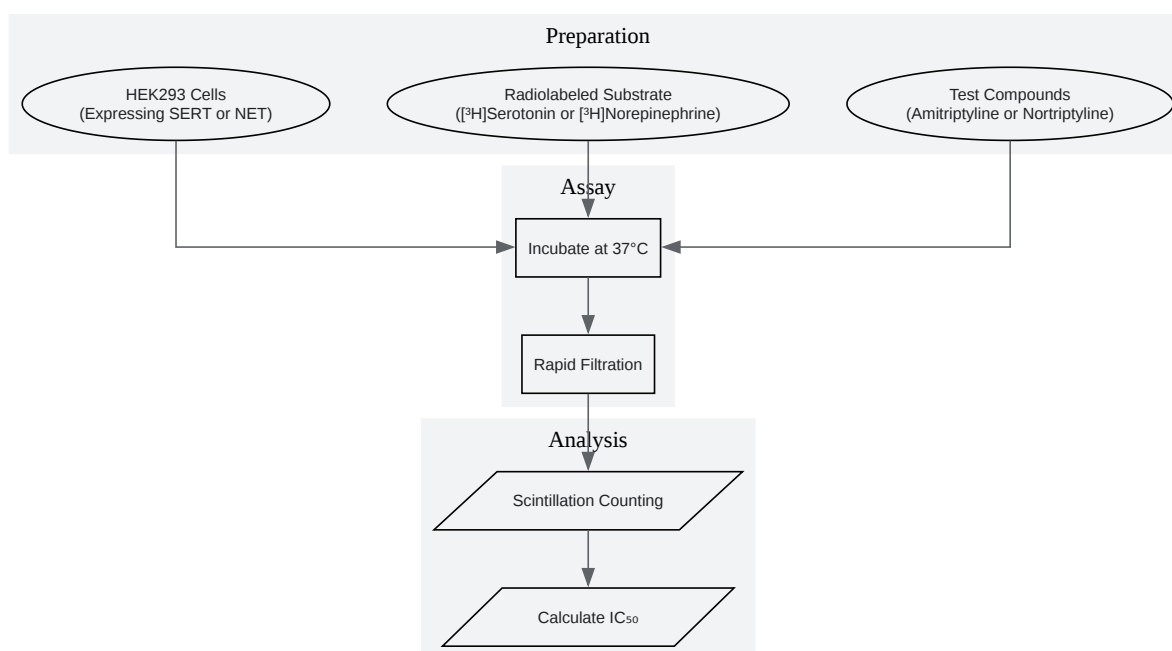 Preparation
HEK293 Cells
(Expressing SERT or NET)
Radiolabeled Substrate
([³H]Serotonin or [³H]Norepinephrine)
Test Compounds
(Amitriptyline or Nortriptyline)
Assay
Incubate at 37°C
Rapid Filtration
Analysis
Scintillation Counting
Calculate IC₅₀